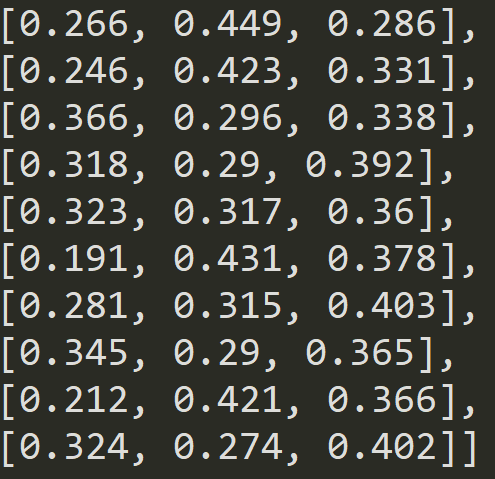 [0.266, 0.449, 0.286],
[0.246, 0.423, 0.331],
[0.366, 0.296, 0.338],
[0.318, 0.29, 0.392],
[0.323, 0.317, 0.36],
[0.191, 0.431, 0.378],
[0.281, 0.315, 0.403],
[0.345, 0.29, 0.365],
[0.212, 0.421, 0.366],
[0.324, 0.274, 0.402]]